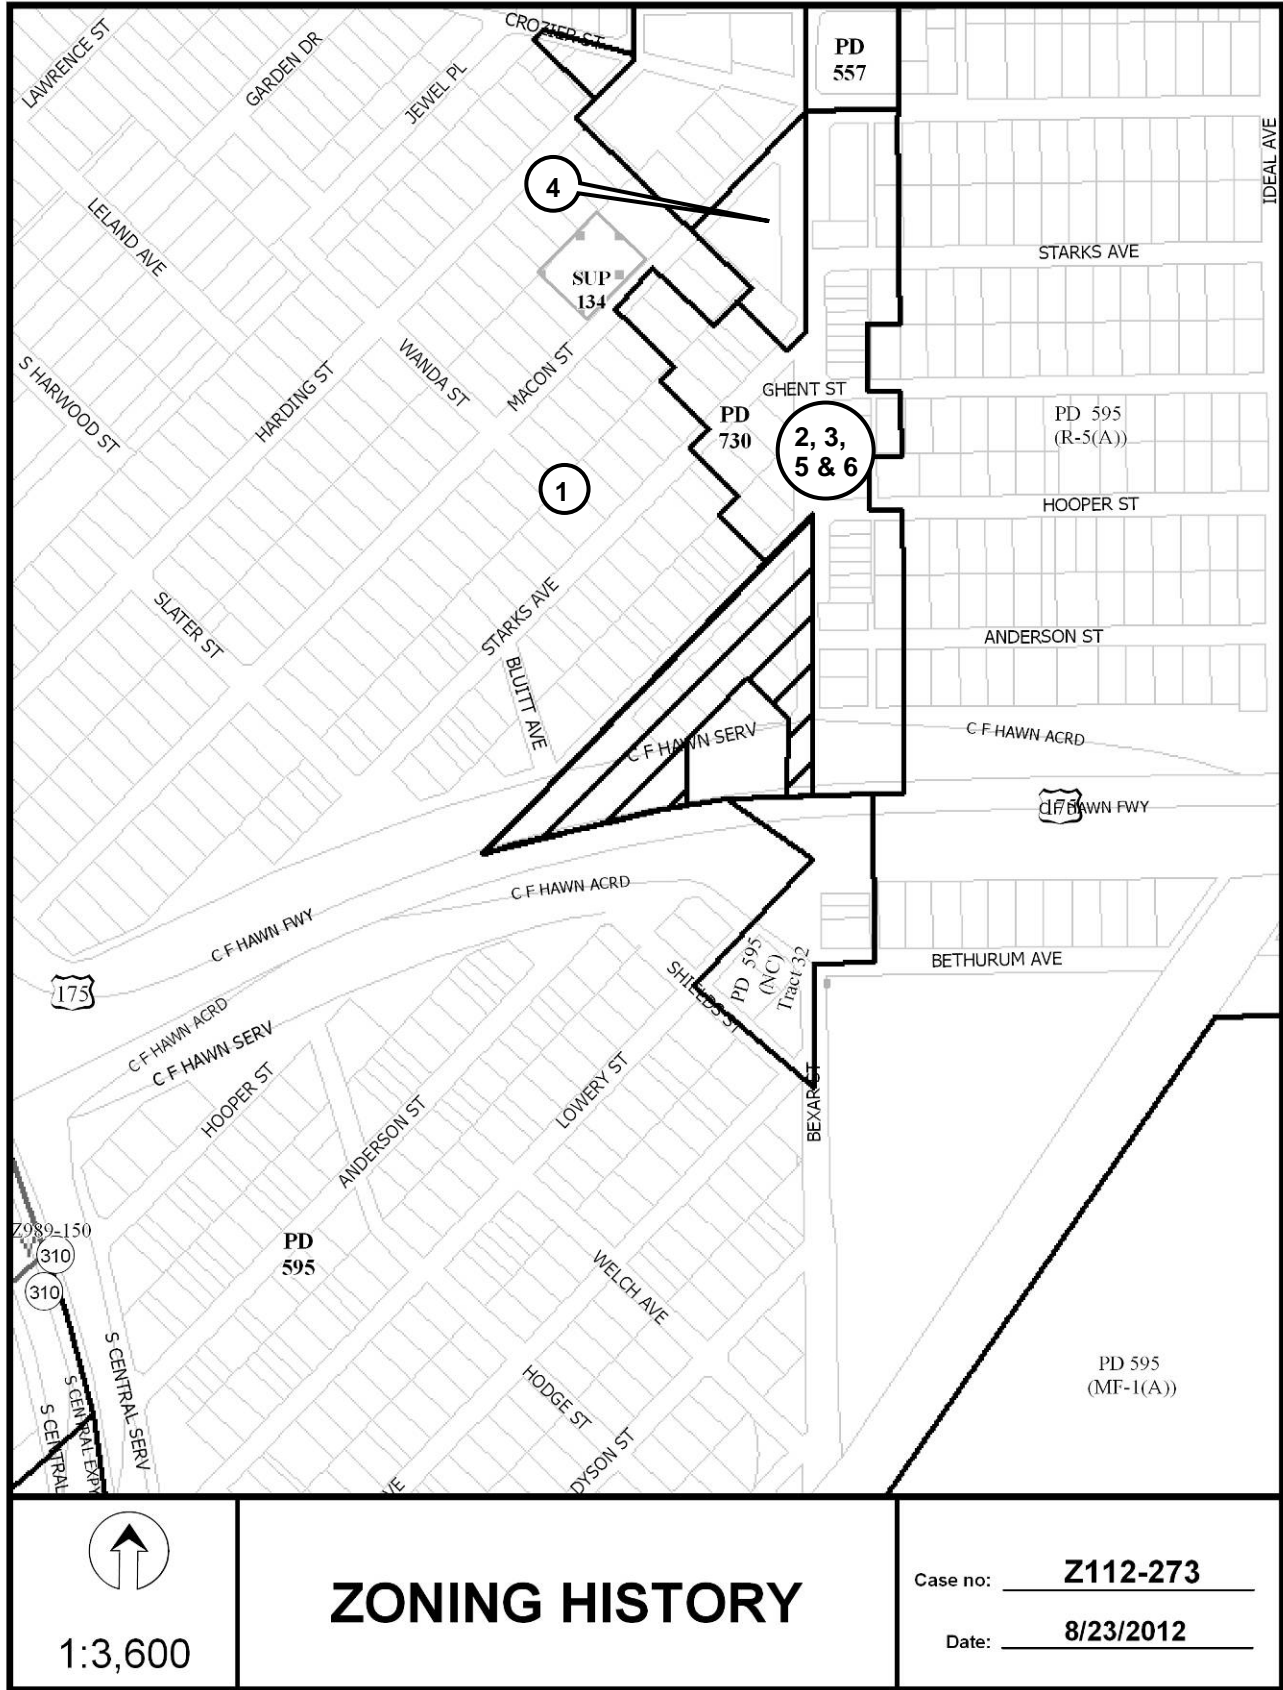 CROZIER ST
LAWRENCE ST
GARDEN DR
JEWEL PL
PD
557
IDEAL AVE
4
LELAND AVE
STARKS AVE
SUP
134
S HARWOOD ST
HARDING ST
WANDA ST
MACON ST
GHENT ST
PD
730
2, 3,
5 & 6
PD 595
(R-5(A))
1
HOOPER ST
SLATER ST
STARKS AVE
BLUITT AVE
ANDERSON ST
C F HAWN SERV
C F HAWN ACRD
175
C F HAWN FWY
C F HAWN ACRD
C F HAWN FWY
175
PD 595
(NC)
Tract 32
SHIELDS ST
BETHURUM AVE
C F HAWN ACRD
C F HAWN SERV
HOOPER ST
ANDERSON ST
LOWERY ST
BEXAR ST
Z989-150
310
310
PD
595
WELCH AVE
S CENTRAL SERV
S CENTRAL EXPY
S CENTRAL
HODGE ST
DYSON ST
VE
PD 595
(MF-1(A))
1:3,600
ZONING HISTORY
Case no: Z112-273
Date: 8/23/2012